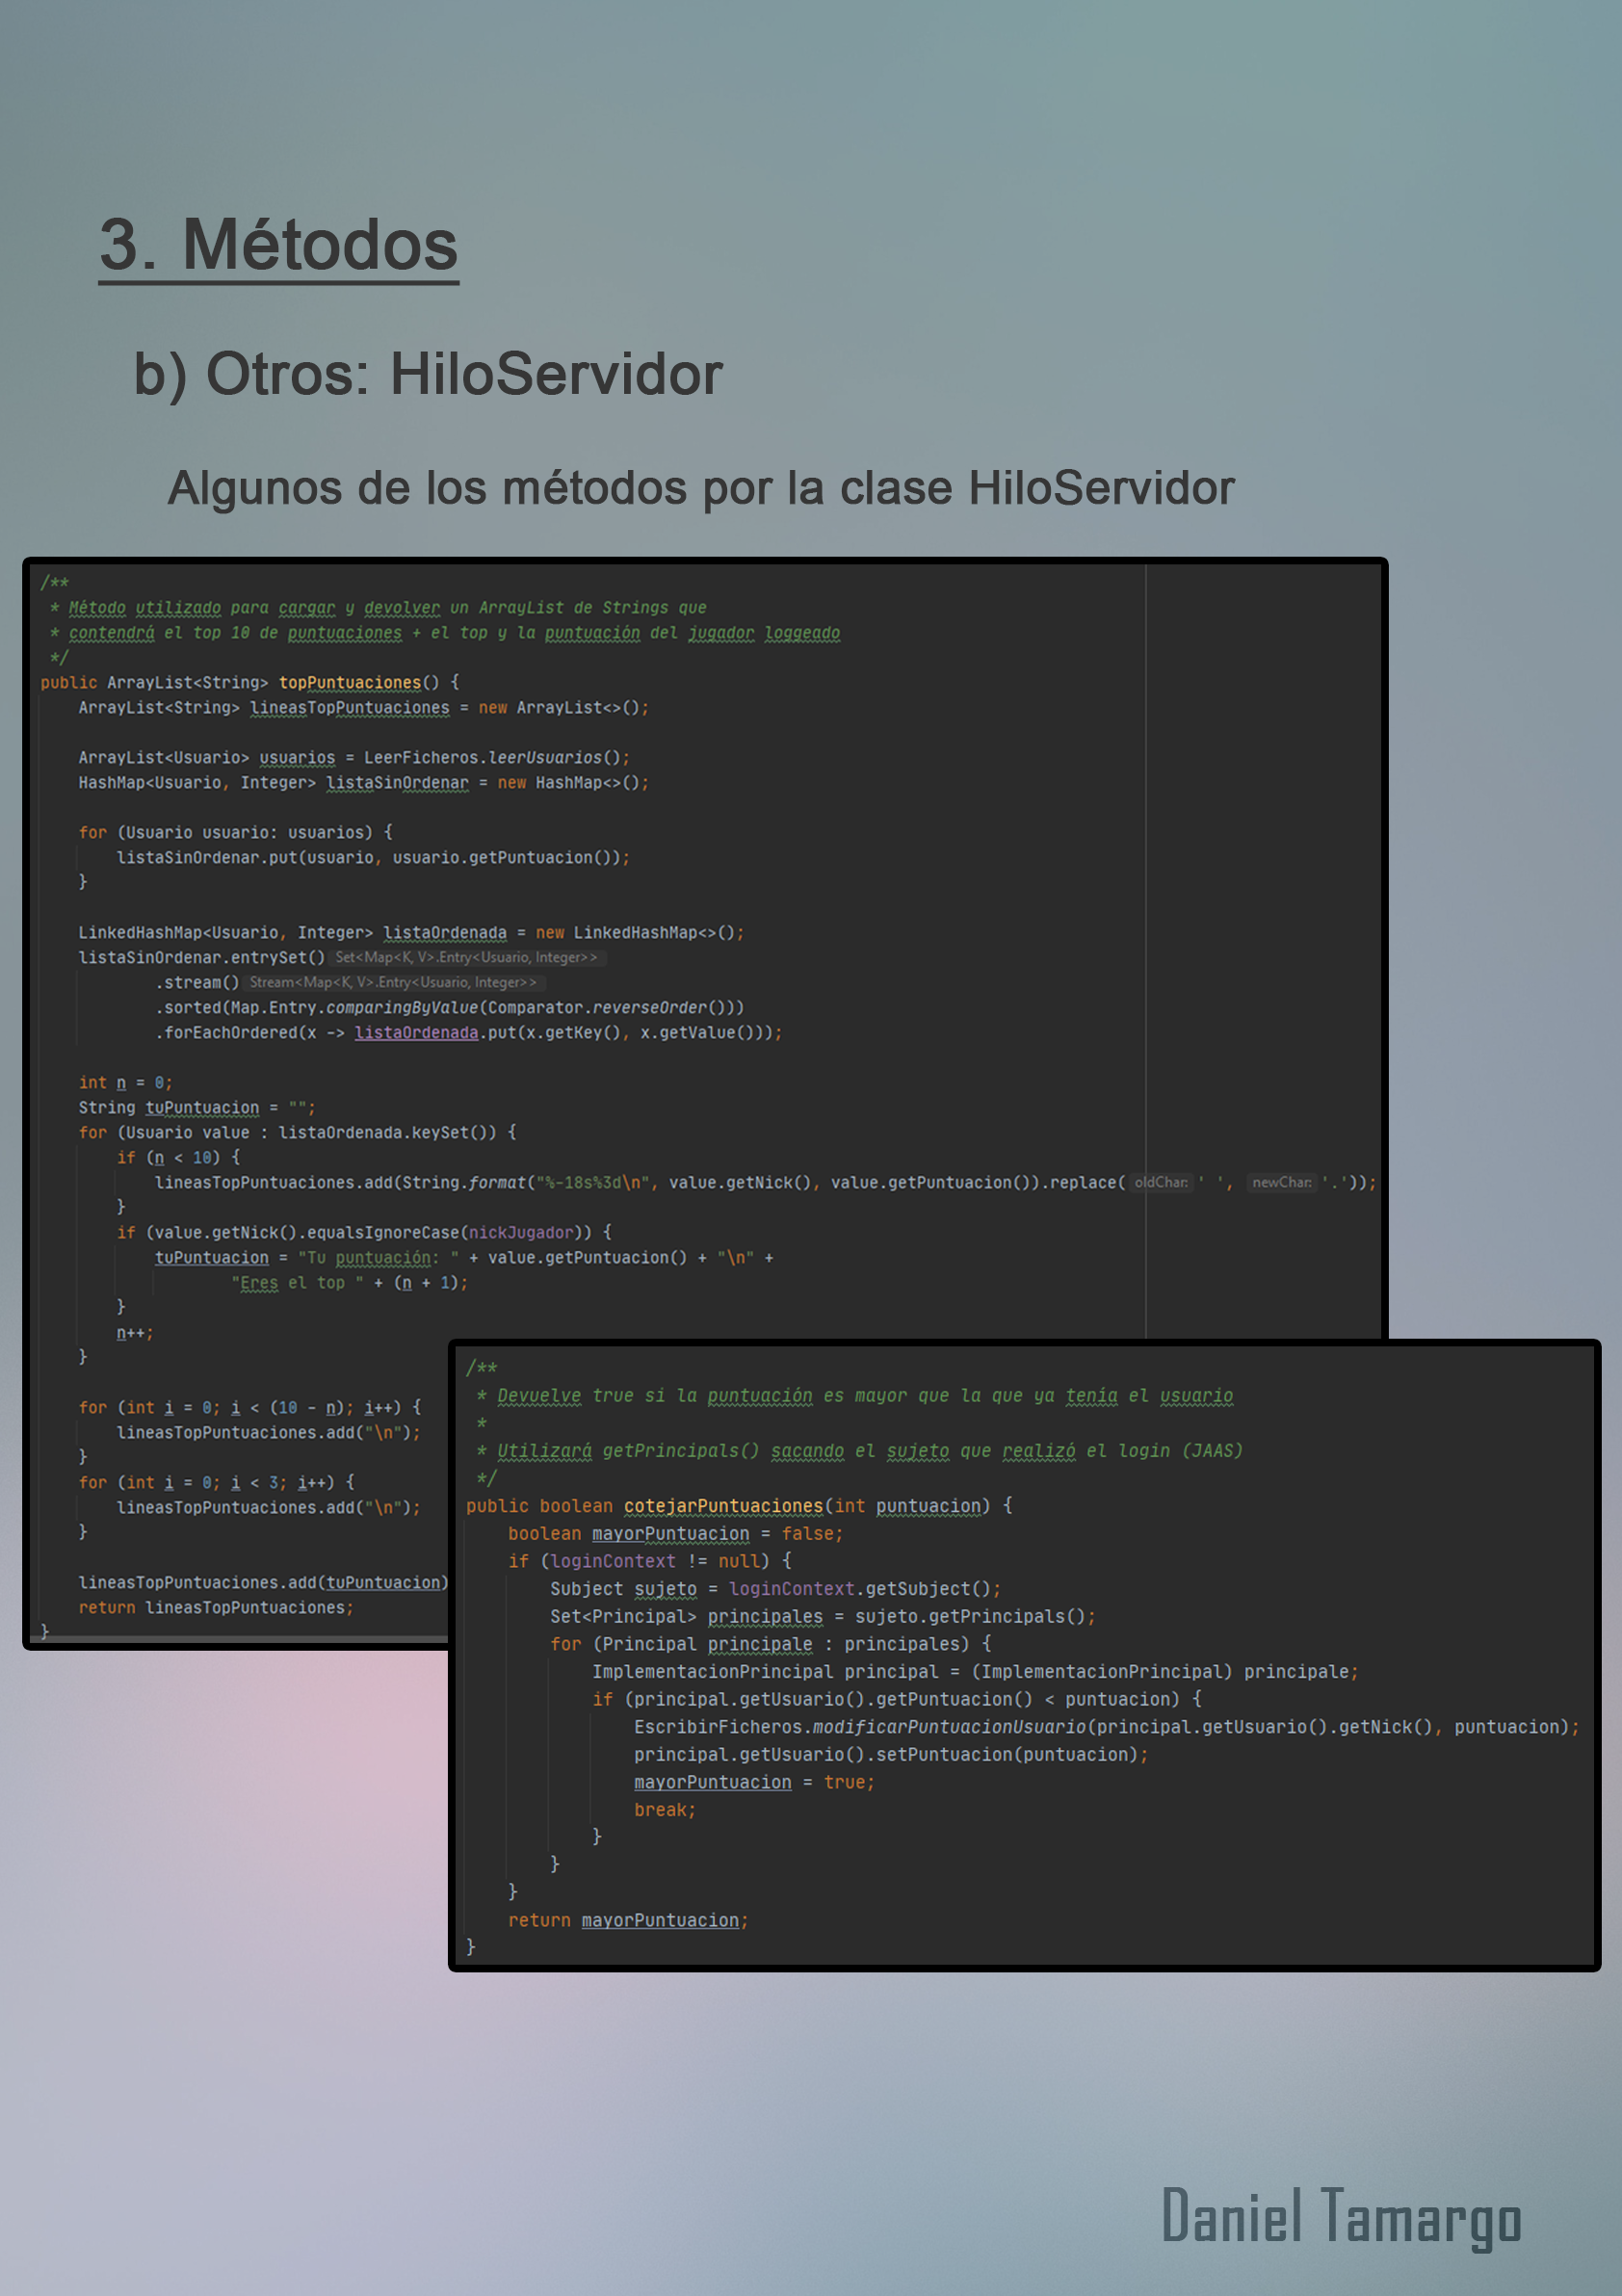 3. Métodos
b) Otros: HiloServidor
Algunos de los métodos por la clase HiloServidor
/**
 * Método utilizado para cargar y devolver un ArrayList de Strings que
 * contendrá el top 10 de puntuaciones + el top y la puntuación del jugador loggeado
 */
public ArrayList<String> topPuntuaciones() {
    ArrayList<String> lineasTopPuntuaciones = new ArrayList<>();
    ArrayList<Usuario> usuarios = LeerFicheros.leerUsuarios();
    HashMap<Usuario, Integer> listaSinOrdenar = new HashMap<>();
    for (Usuario usuario: usuarios) {
        listaSinOrdenar.put(usuario, usuario.getPuntuacion());
    }
    LinkedHashMap<Usuario, Integer> listaOrdenada = new LinkedHashMap<>();
    listaSinOrdenar.entrySet() Set<Map<K, V>.Entry<Usuario, Integer>>
            .stream() Stream<Map<K, V>.Entry<Usuario, Integer>>
            .sorted(Map.Entry.comparingByValue(Comparator.reverseOrder()))
            .forEachOrdered(x -> listaOrdenada.put(x.getKey(), x.getValue()));
    int n = 0;
    String tuPuntuacion = "";
    for (Usuario value : listaOrdenada.keySet()) {
        if (n < 10) {
            lineasTopPuntuaciones.add(String.format("%-18s%3d\n", value.getNick(), value.getPuntuacion()).replace( oldChar: ' ', newChar: '.'));
        }
        if (value.getNick().equalsIgnoreCase(nickJugador)) {
            tuPuntuacion = "Tu puntuación: " + value.getPuntuacion() + "\n" +
                    "Eres el top " + (n + 1);
        }
        n++;
    }
    for (int i = 0; i < (10 - n); i++) {
        lineasTopPuntuaciones.add("\n");
    }
    for (int i = 0; i < 3; i++) {
        lineasTopPuntuaciones.add("\n");
    }
    lineasTopPuntuaciones.add(tuPuntuacion)
    return lineasTopPuntuaciones;
}
/**
 * Devuelve true si la puntuación es mayor que la que ya tenía el usuario
 *
 * Utilizará getPrincipals() sacando el sujeto que realizó el login (JAAS)
 */
public boolean cotejarPuntuaciones(int puntuacion) {
    boolean mayorPuntuacion = false;
    if (loginContext != null) {
        Subject sujeto = loginContext.getSubject();
        Set<Principal> principales = sujeto.getPrincipals();
        for (Principal principale : principales) {
            ImplementacionPrincipal principal = (ImplementacionPrincipal) principale;
            if (principal.getUsuario().getPuntuacion() < puntuacion) {
                EscribirFicheros.modificarPuntuacionUsuario(principal.getUsuario().getNick(), puntuacion);
                principal.getUsuario().setPuntuacion(puntuacion);
                mayorPuntuacion = true;
                break;
            }
        }
    }
    return mayorPuntuacion;
}
Daniel Tamargo